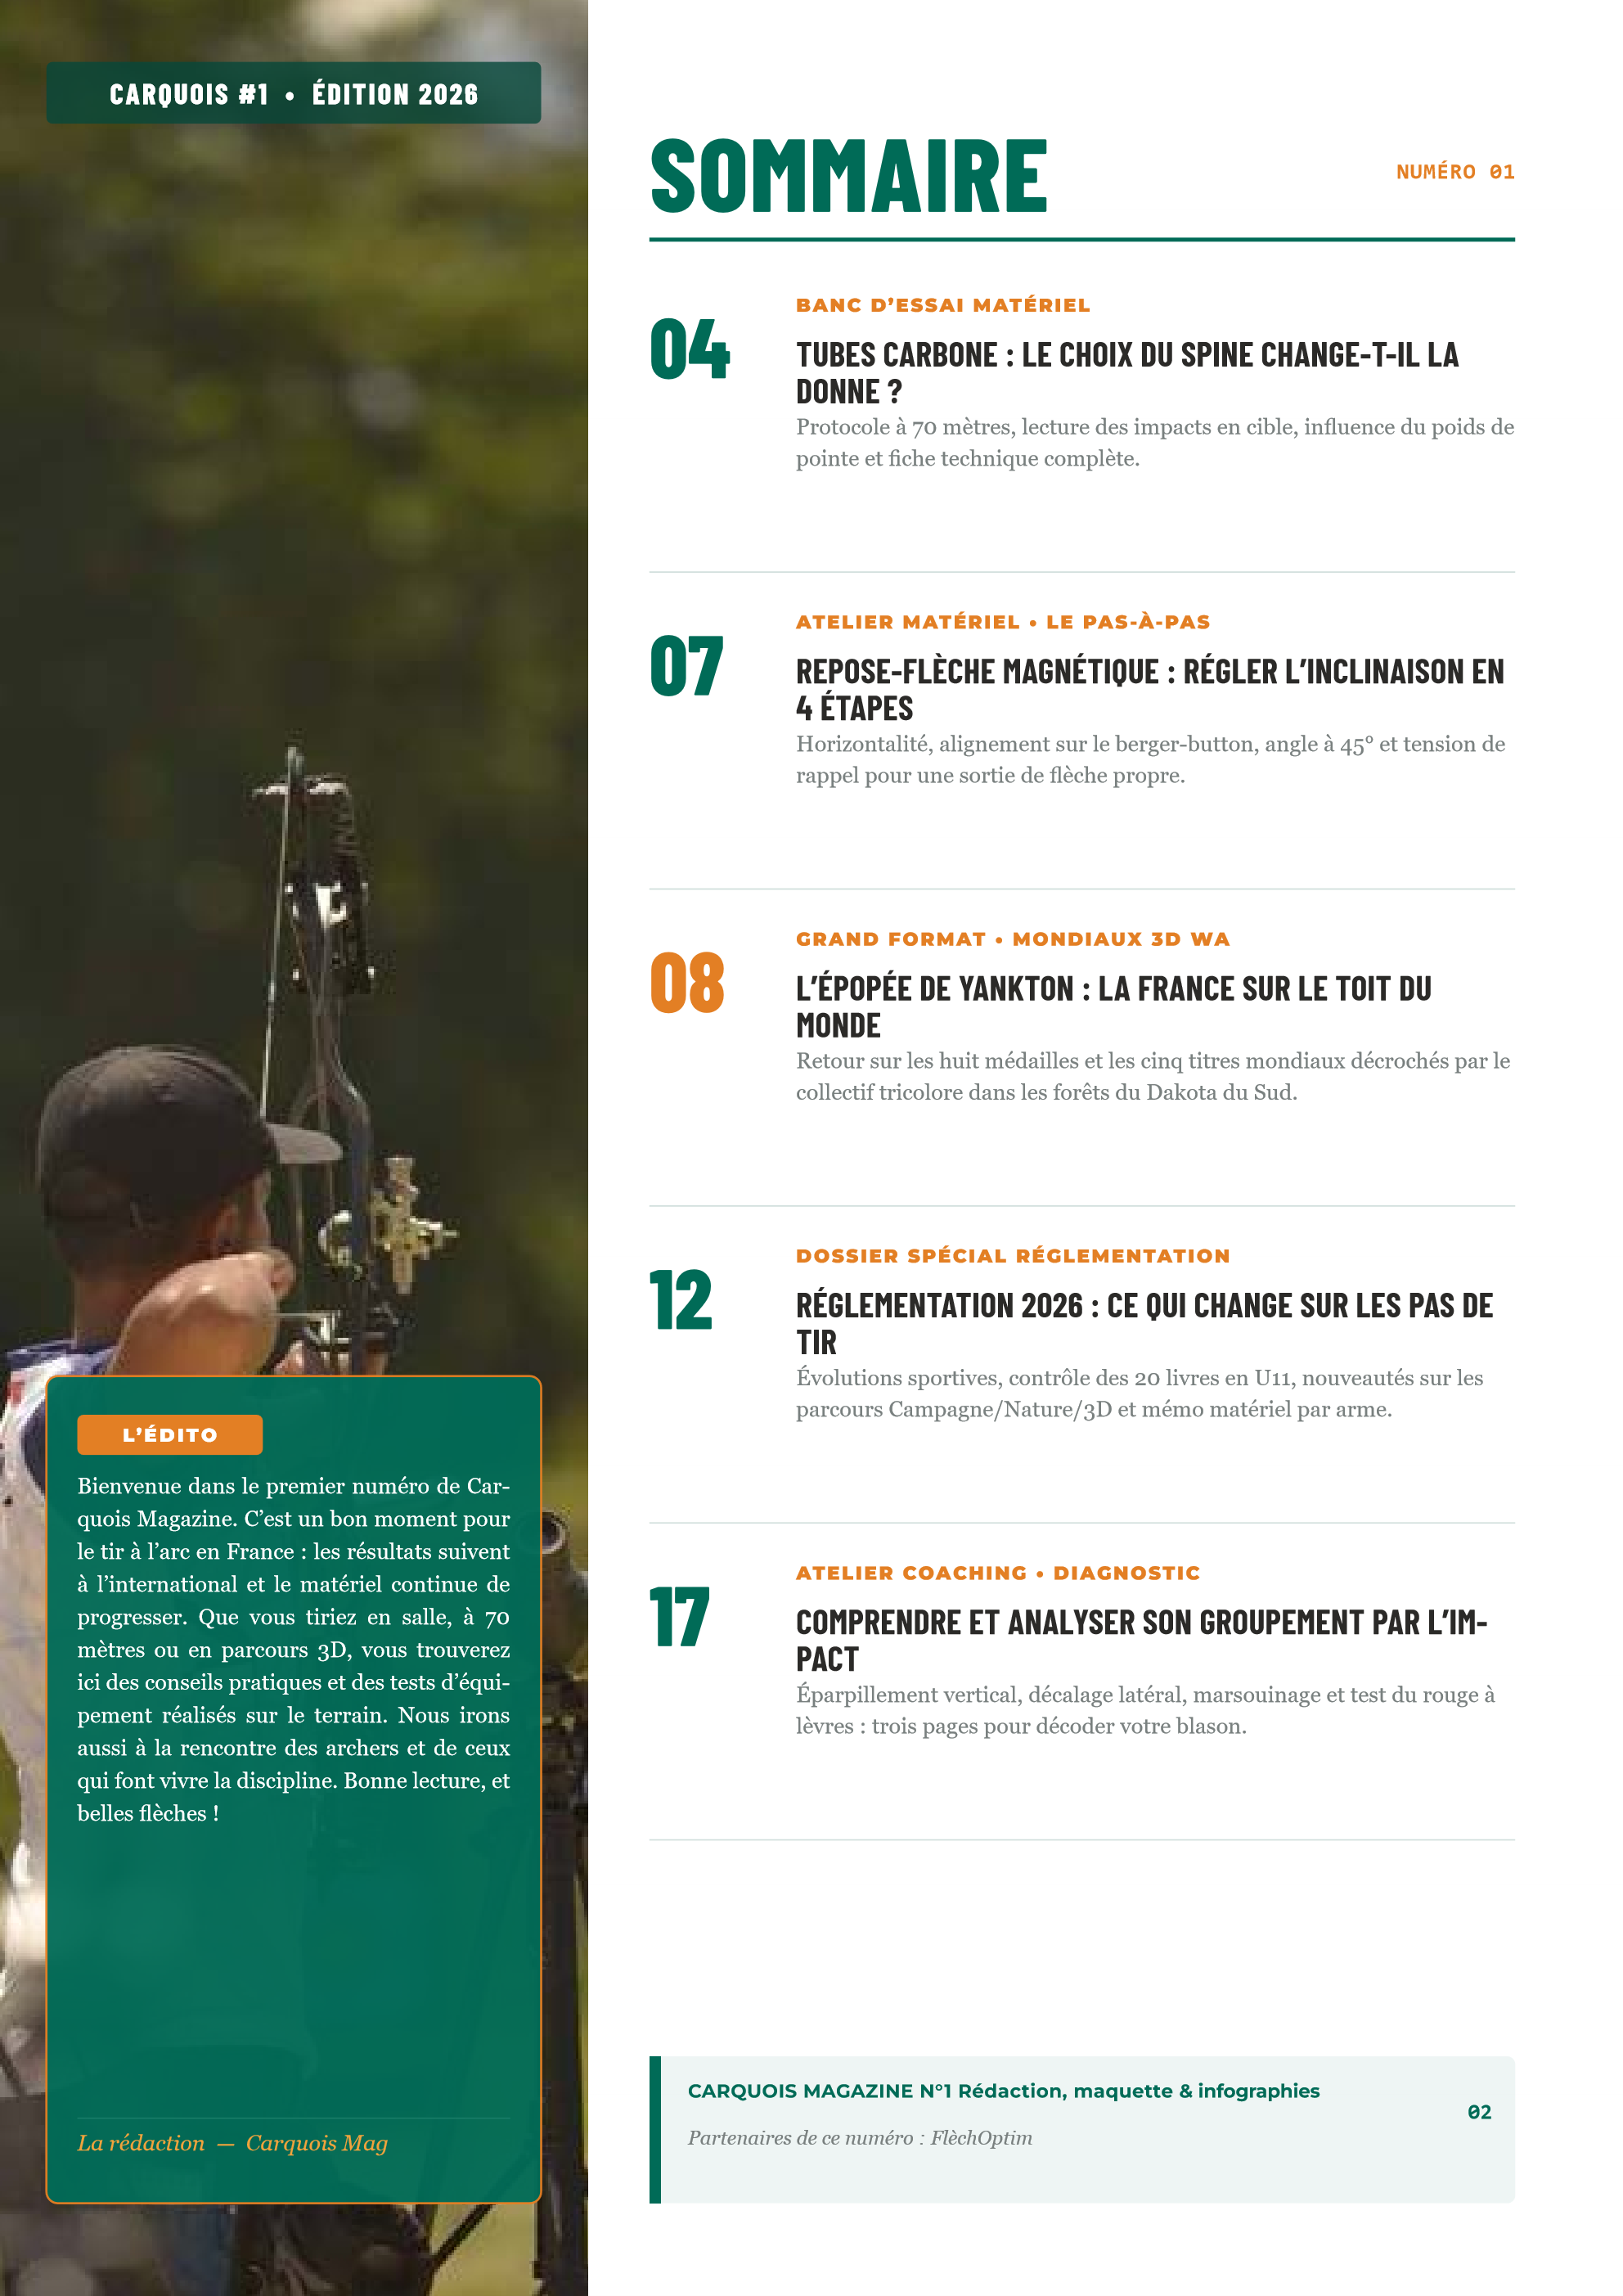 CARQUOIS #1 • ÉDITION 2026
L’ÉDITO
Bienvenue dans le premier numéro de Car-
quois Magazine. C’est un bon moment pour
le tir à l’arc en France : les résultats suivent
à l’international et le matériel continue de
progresser. Que vous tiriez en salle, à 70
mètres ou en parcours 3D, vous trouverez
ici des conseils pratiques et des tests d’équi-
pement réalisés sur le terrain. Nous irons
aussi à la rencontre des archers et de ceux
qui font vivre la discipline. Bonne lecture, et
belles flèches !
La rédaction — Carquois Mag
SOMMAIRE
NUMÉRO 01
04
BANC D’ESSAI MATÉRIEL
TUBES CARBONE : LE CHOIX DU SPINE CHANGE-T-IL LA
DONNE ?
Protocole à 70 mètres, lecture des impacts en cible, influence du poids de
pointe et fiche technique complète.
07
ATELIER MATÉRIEL • LE PAS-À-PAS
REPOSE-FLÈCHE MAGNÉTIQUE : RÉGLER L’INCLINAISON EN
4 ÉTAPES
Horizontalité, alignement sur le berger-button, angle à 45° et tension de
rappel pour une sortie de flèche propre.
08
GRAND FORMAT • MONDIAUX 3D WA
L’ÉPOPÉE DE YANKTON : LA FRANCE SUR LE TOIT DU
MONDE
Retour sur les huit médailles et les cinq titres mondiaux décrochés par le
collectif tricolore dans les forêts du Dakota du Sud.
12
DOSSIER SPÉCIAL RÉGLEMENTATION
RÉGLEMENTATION 2026 : CE QUI CHANGE SUR LES PAS DE
TIR
Évolutions sportives, contrôle des 20 livres en U11, nouveautés sur les
parcours Campagne/Nature/3D et mémo matériel par arme.
17
ATELIER COACHING • DIAGNOSTIC
COMPRENDRE ET ANALYSER SON GROUPEMENT PAR L’IM-
PACT
Éparpillement vertical, décalage latéral, marsouinage et test du rouge à
lèvres : trois pages pour décoder votre blason.
CARQUOIS MAGAZINE N°1 Rédaction, maquette & infographies
Partenaires de ce numéro : FlèchOptim
02